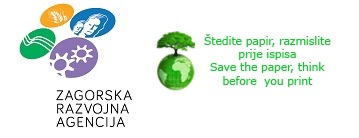 ZAGORSKA
RAZVOJNA
AGENCIJA
Štedite papir, razmislite
prije ispisa
Save the paper, think
before you print